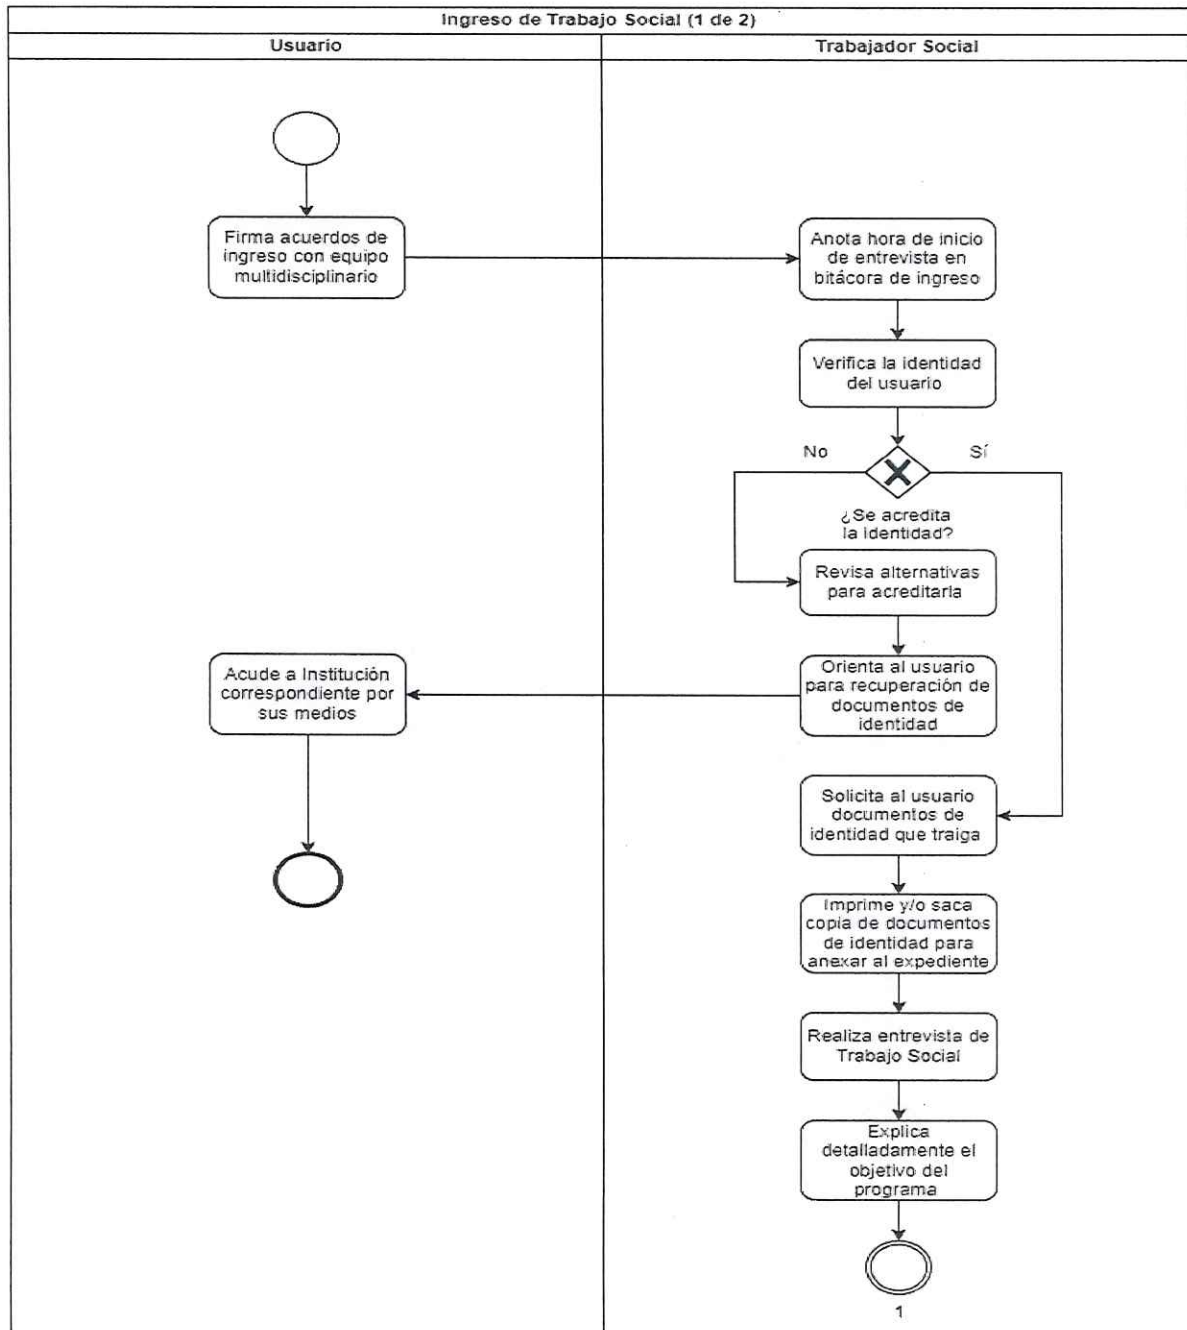 Ingreso de Trabajo Social (1 de 2)
Usuario
Trabajador Social
Firma acuerdos de
ingreso con equipo
multidisciplinario
Anota hora de inicio
de entrevista en
bitácora de ingreso
Verifica la identidad
del usuario
No
Sí
¿Se acredita
la identidad?
Revisa alternativas
para acreditarla
Orienta al usuario
para recuperación de
documentos de
identidad
Acude a Institución
correspondiente por
sus medios
Solicita al usuario
documentos de
identidad que traiga
Imprime y/o saca
copia de documentos
de identidad para
anexar al expediente
Realiza entrevista de
Trabajo Social
Explica
detalladamente el
objetivo del
programa
1